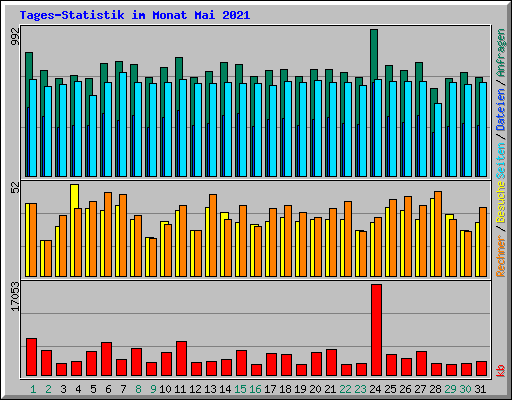 Tages-Statistik im Monat Mai 2021
992
52
17053
Rechner / Besuche Seiten / Dateien / Anfragen
kb
1 2 3 4 5 6 7 8 9 10 11 12 13 14 15 16 17 18 19 20 21 22 23 24 25 26 27 28 29 30 31